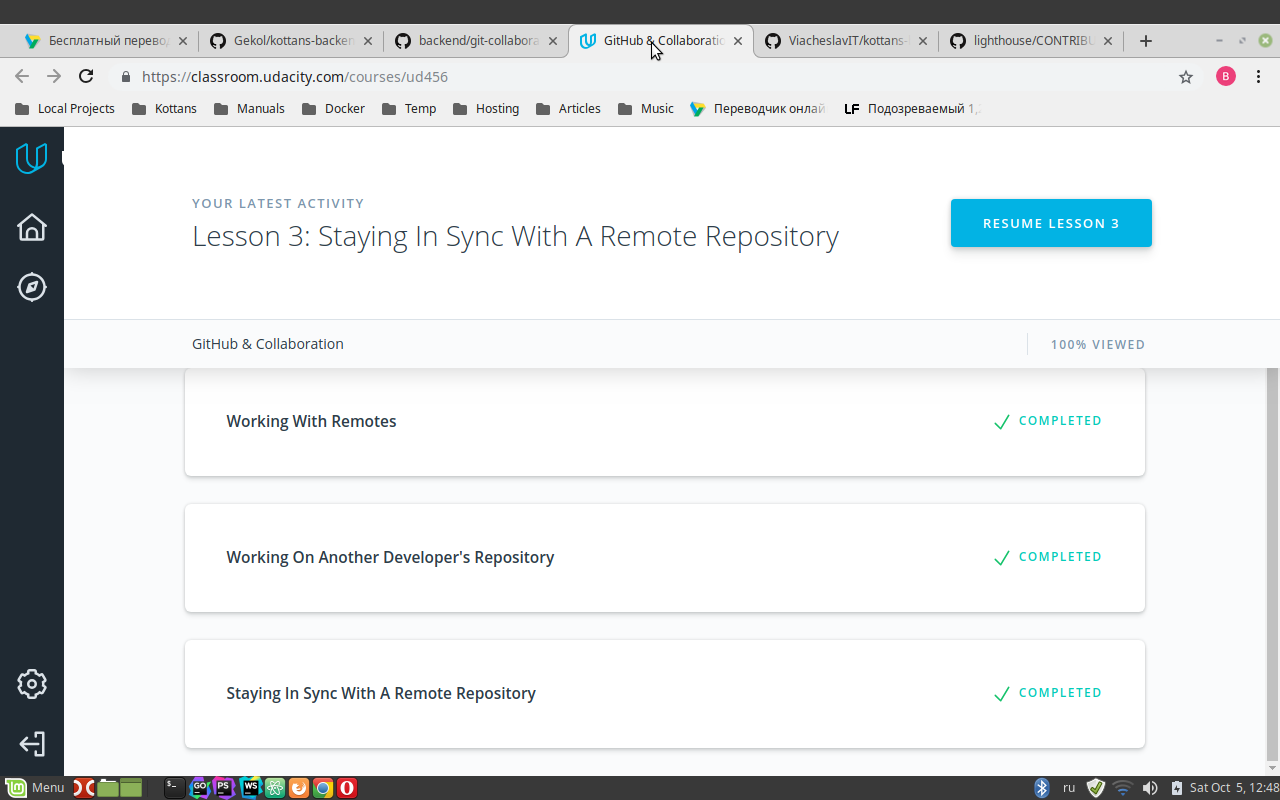 Бесплатный перево
Gekol/kottans-backen
backend/git-collabora
GitHub & Collaboratio
ViacheslavIT/kottans-
lighthouse/CONTRIBU
https://classroom.udacity.com/courses/ud456
B
Local Projects
Kottans
Manuals
Docker
Temp
Hosting
Articles
Music
Переводчик онлай
LF
Подозреваемый 1,
YOUR LATEST ACTIVITY
Lesson 3: Staying In Sync With A Remote Repository
RESUME LESSON 3
GitHub & Collaboration
100% VIEWED
Working With Remotes
COMPLETED
Working On Another Developer's Repository
COMPLETED
Staying In Sync With A Remote Repository
COMPLETED
Menu
GO
PS
WS
ru
Sat Oct 5, 12:48